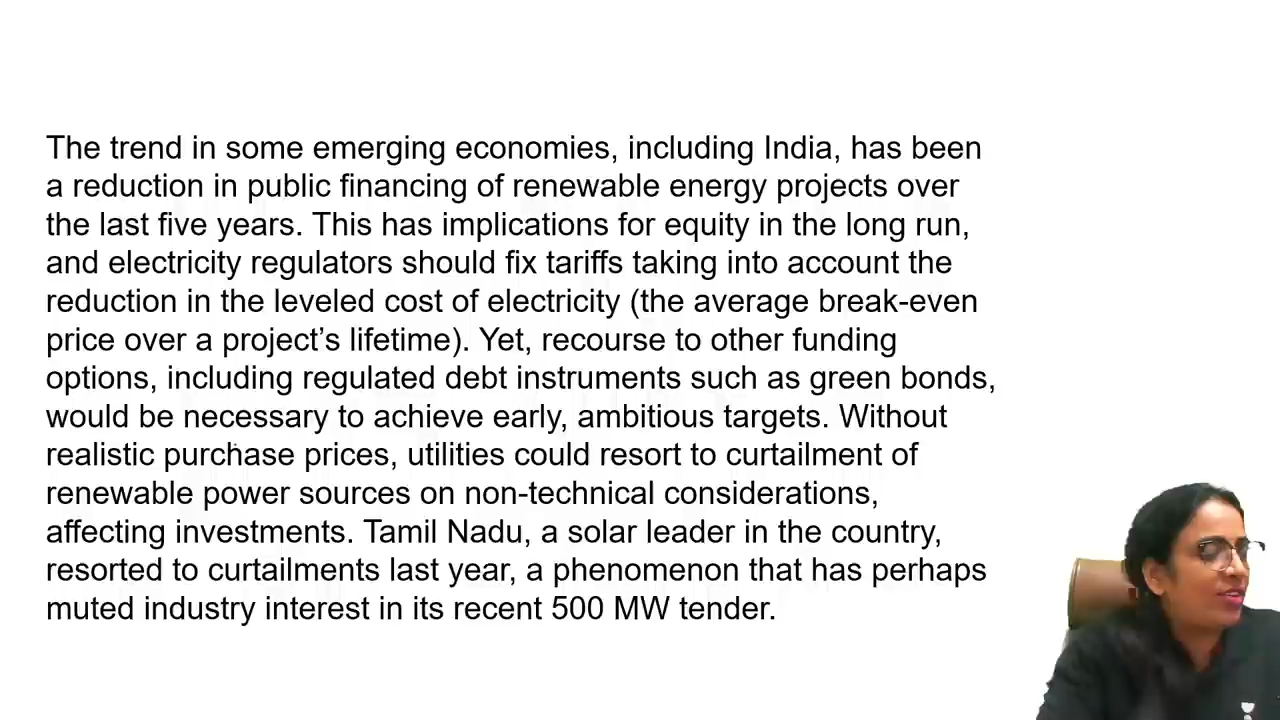 The trend in some emerging economies, including India, has been
a reduction in public financing of renewable energy projects over
the last five years. This has implications for equity in the long run,
and electricity regulators should fix tariffs taking into account the
reduction in the leveled cost of electricity (the average break-even
price over a project’s lifetime). Yet, recourse to other funding
options, including regulated debt instruments such as green bonds,
would be necessary to achieve early, ambitious targets. Without
realistic purchase prices, utilities could resort to curtailment of
renewable power sources on non-technical considerations,
affecting investments. Tamil Nadu, a solar leader in the country,
resorted to curtailments last year, a phenomenon that has perhaps
muted industry interest in its recent 500 MW tender.